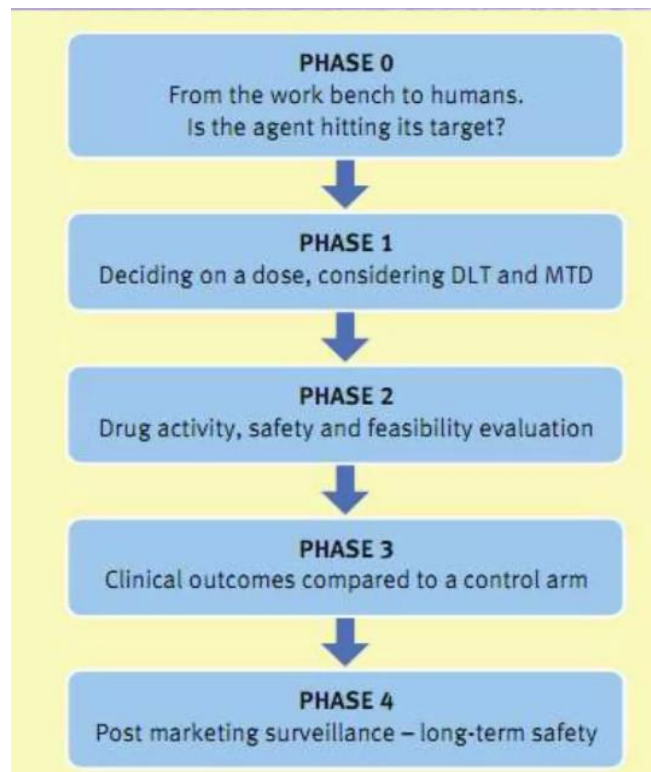 PHASE 0
From the work bench to humans.
Is the agent hitting its target?
PHASE 1
Deciding on a dose, considering DLT and MTD
PHASE 2
Drug activity, safety and feasibility evaluation
PHASE 3
Clinical outcomes compared to a control arm
PHASE 4
Post marketing surveillance – long-term safety